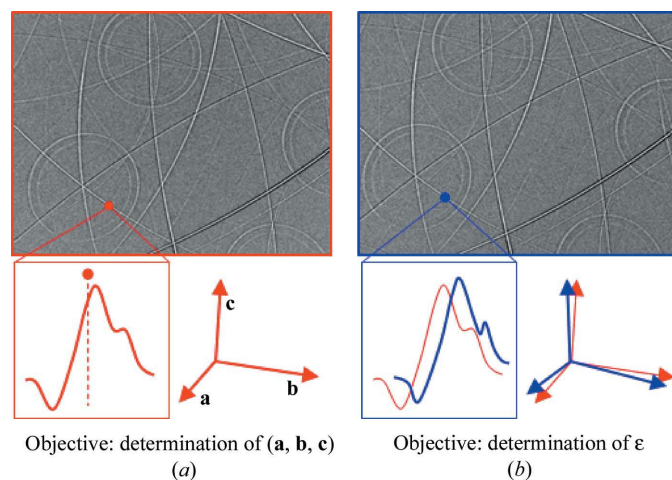 c
b
a
Objective: determination of (a, b, c)
(a)
Objective: determination of ε
(b)